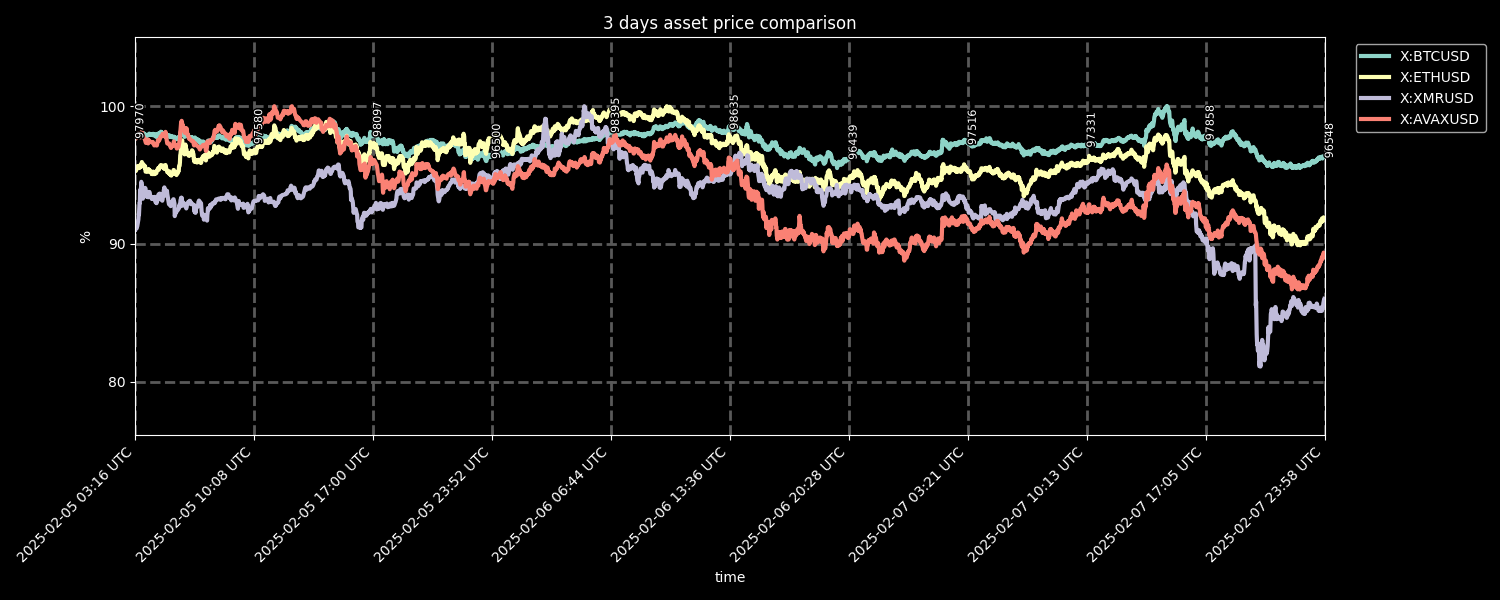 3 days asset price comparison
X:BTCUSD
X:ETHUSD
X:XMRUSD
X:AVAXUSD
100
90
80
%
97970
97580
98097
96500
98395
98635
96439
97516
97331
97858
96348
2025-02-05 03:16 UTC
2025-02-05 10:08 UTC
2025-02-05 17:00 UTC
2025-02-05 23:52 UTC
2025-02-06 06:44 UTC
2025-02-06 13:36 UTC
2025-02-06 20:28 UTC
2025-02-07 03:21 UTC
2025-02-07 10:13 UTC
2025-02-07 17:05 UTC
2025-02-07 23:58 UTC
time